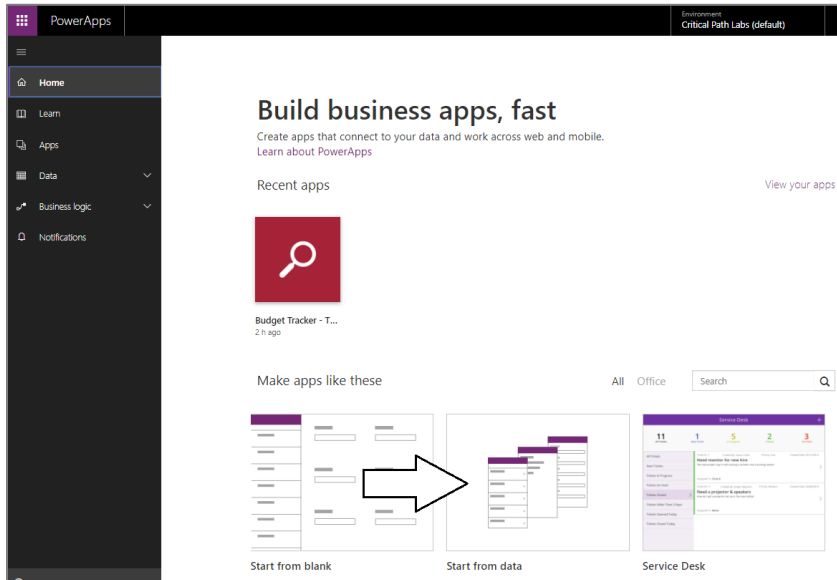 PowerApps
Environment
Critical Path Labs (default)
Home
Learn
Apps
Data
Business logic
Notifications
Build business apps, fast
Create apps that connect to your data and work across web and mobile.
Learn about PowerApps
Recent apps
View your apps
Budget Tracker - T...
2 h ago
Make apps like these
All
Office
Search
Service Desk
11
1
5
2
3
Need monitor for new hire
Need a projector & speakers
Start from blank
Start from data
Service Desk